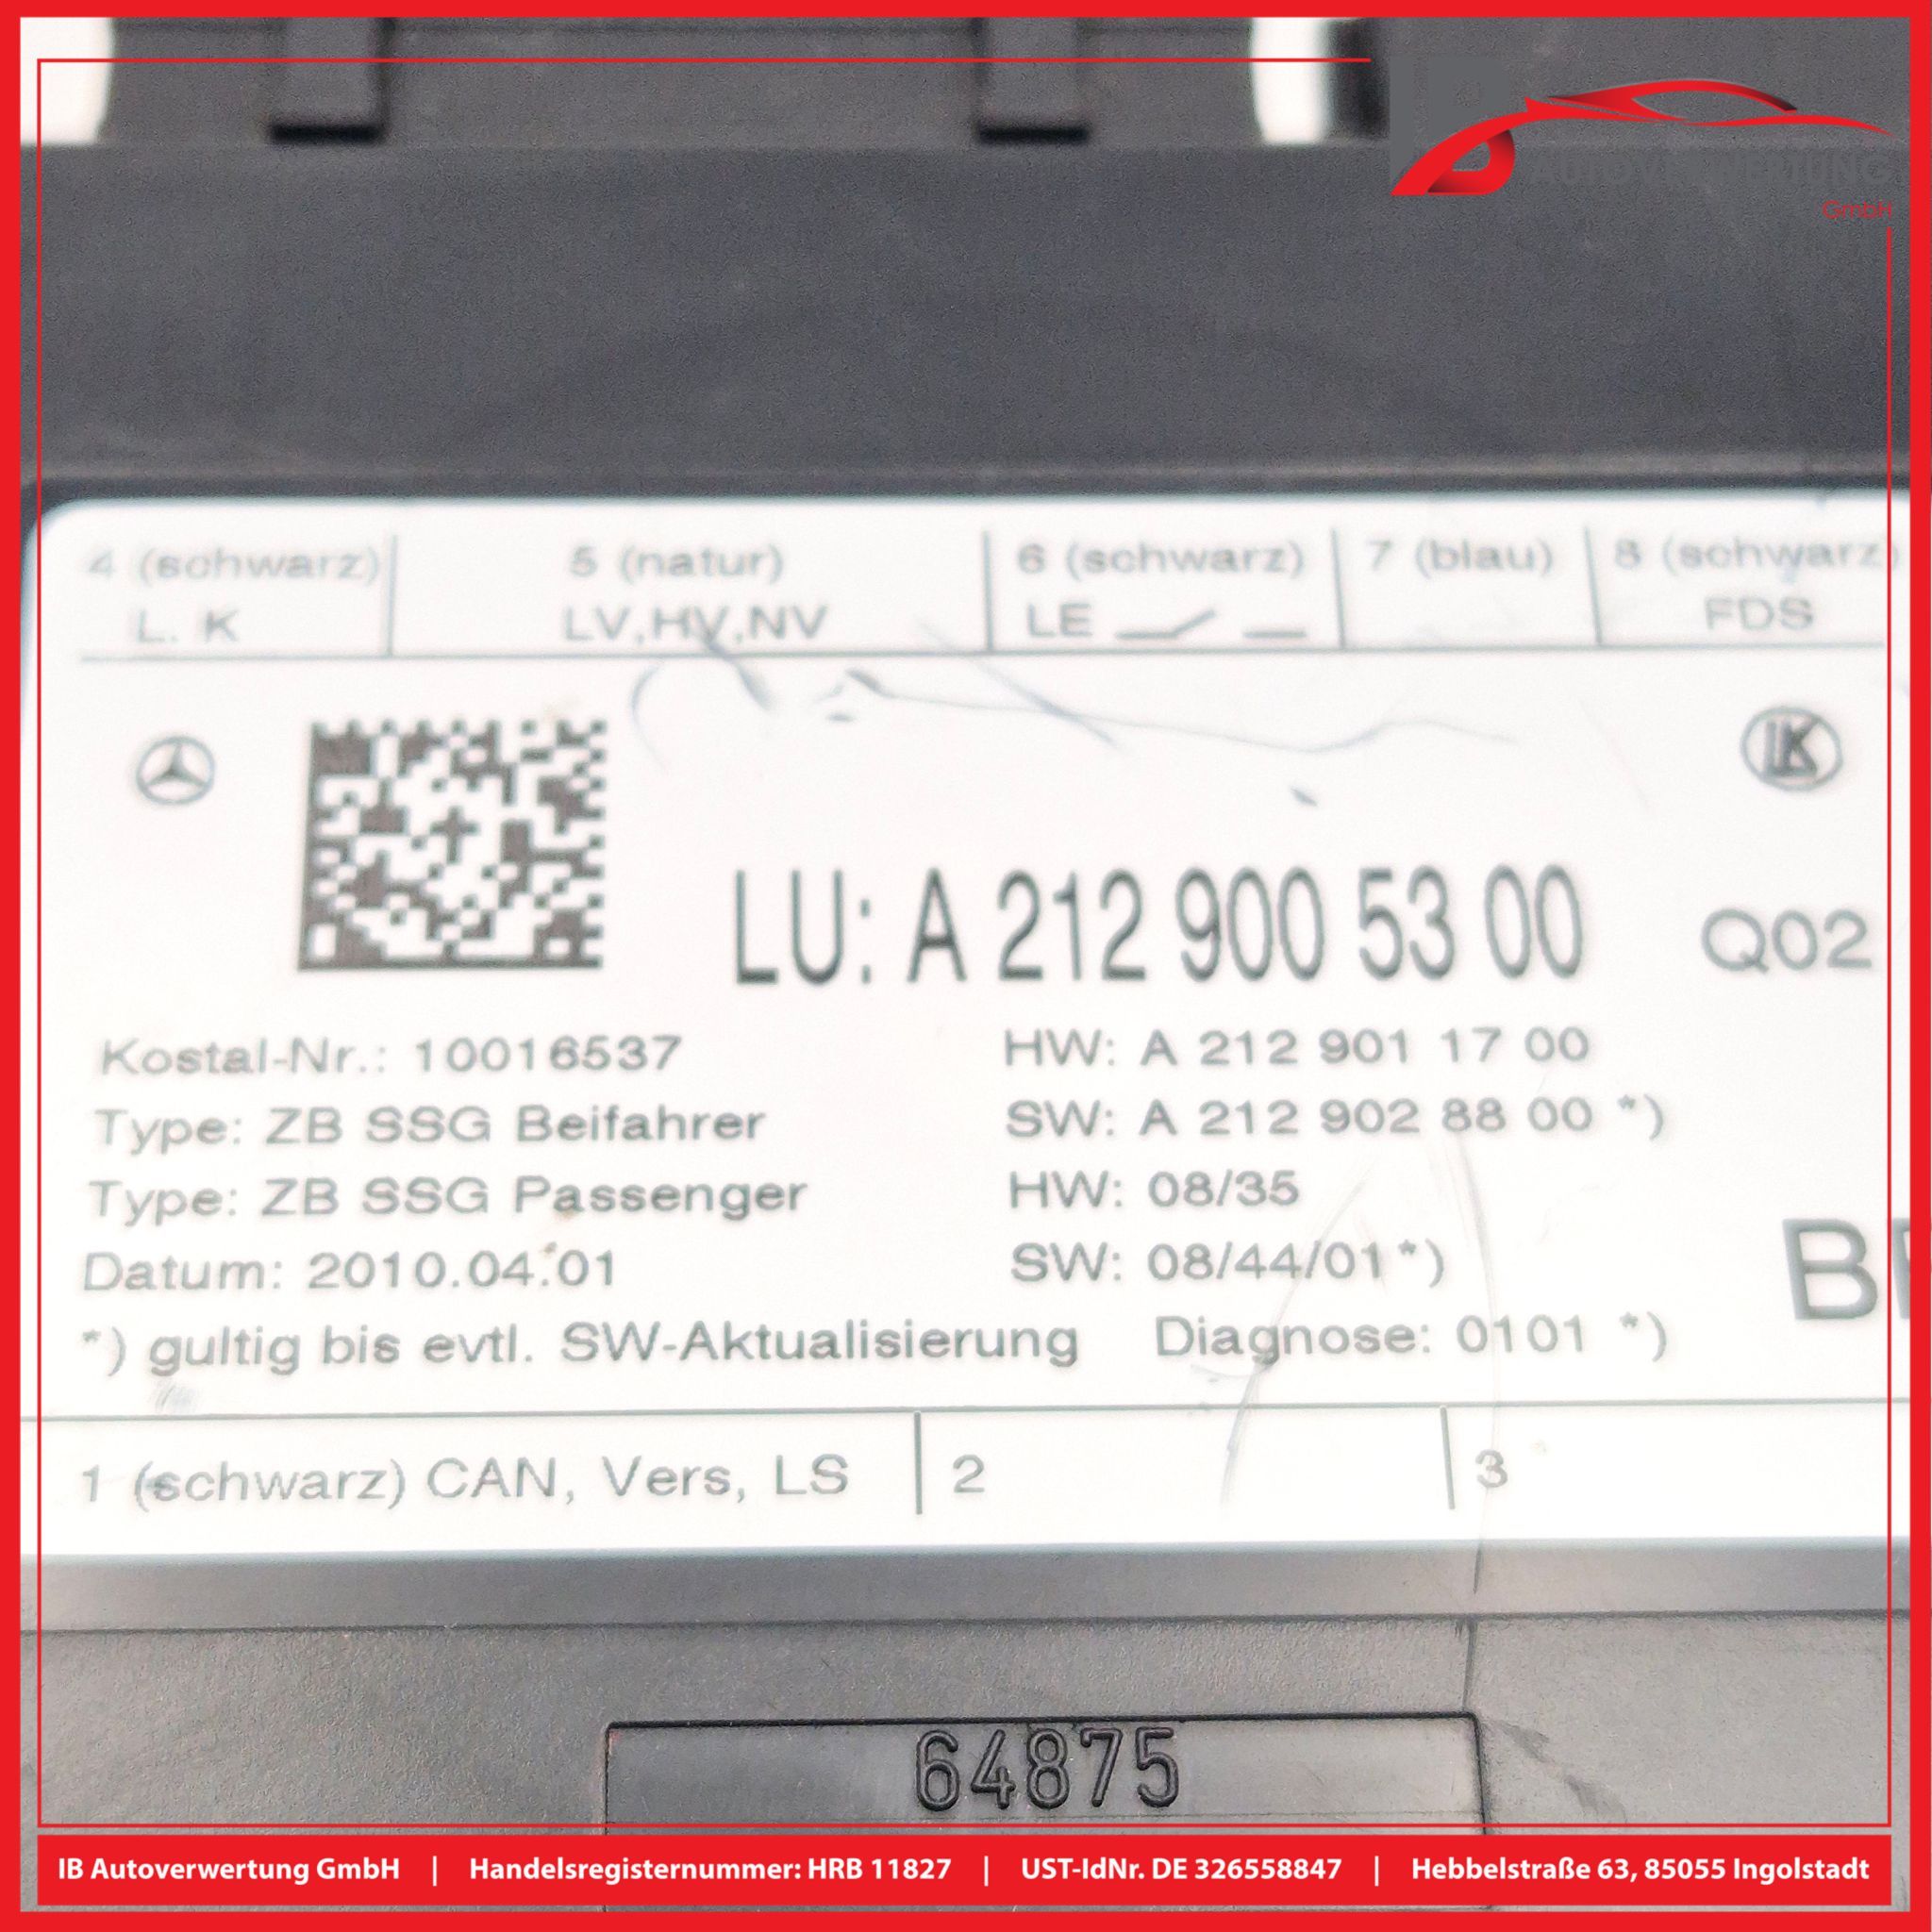 AUTOVERWERTUNG
GmbH
4 (schwarz) 5 (natur) 6 (schwarz) 7 (blau) 8 (schwarz)
L. K LV,HV,NV LE FDS
LU: A 212 900 53 00 Q02
Kostal-Nr.: 10016537 HW: A 212 901 17 00
Type: ZB SSG Beifahrer SW: A 212 902 88 00 *)
Type: ZB SSG Passenger HW: 08/35
Datum: 2010.04.01 SW: 08/44/01 *)
*) gultig bis evtl. SW-Aktualisierung Diagnose: 0101 *)
1 (schwarz) CAN, Vers, LS 2 3
64875
IB Autoverwertung GmbH | Handelsregisternummer: HRB 11827 | UST-IdNr. DE 326558847 | Hebbelstraße 63, 85055 Ingolstadt